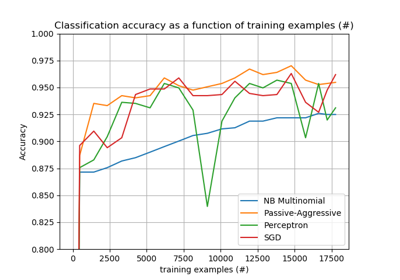 Classification accuracy as a function of training examples (#)
1.000
0.975
0.950
0.925
0.900
0.875
0.850
0.825
0.800
Accuracy
NB Multinomial
Passive-Aggressive
Perceptron
SGD
0 2500 5000 7500 10000 12500 15000 17500
training examples (#)